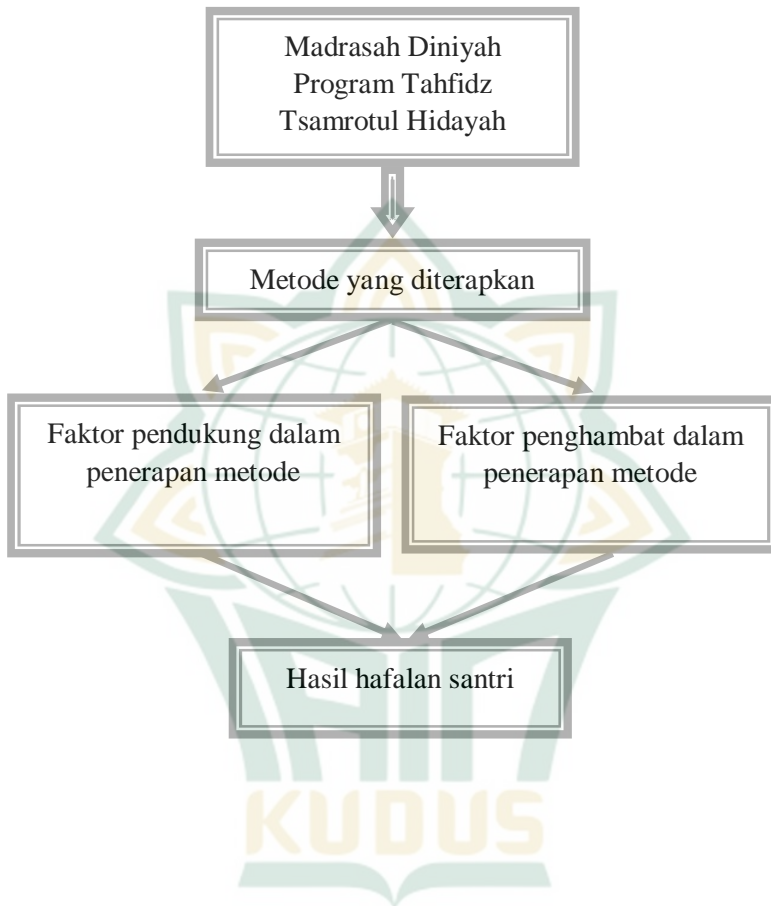 Madrasah Diniyah
Program Tahfidz
Tsamrotul Hidayah
Metode yang diterapkan
Faktor pendukung dalam
penerapan metode
Faktor penghambat dalam
penerapan metode
Hasil hafalan santri
IAIN
KUDUS